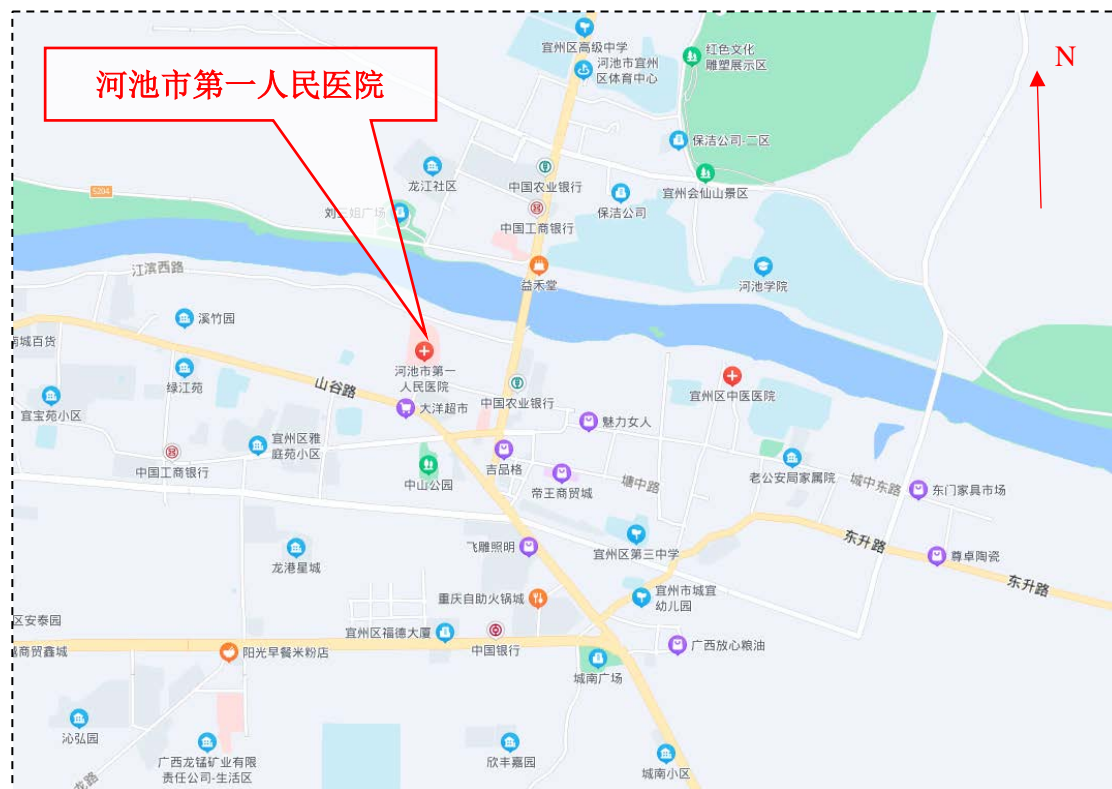 河池市第一人民医院
N
宜州区高级中学
河池市宜州
区体育中心
红色文化
雕塑展示区
保洁公司-二区
龙江社区
中国农业银行
宜州会仙山景区
S204
刘三姐广场
保洁公司
中国工商银行
江滨西路
益禾堂
河池学院
溪竹园
南城百货
河池市第一
人民医院
绿江苑
山谷路
宜州区中医医院
宜宝苑小区
大洋超市
中国农业银行
魅力女人
宜州区雅
庭苑小区
中国工商银行
吉品格
中山公园
帝王商贸城
塘中路
老公安局家属院
城中东路
东门家具市场
飞雕照明
宜州区第三中学
东升路
尊卓陶瓷
龙港星城
东升路
重庆自助火锅城
宜州市城宜
幼儿园
区安泰园
宜州区福德大厦
中国银行
广西放心粮油
商贸鑫城
阳光早餐米粉店
城南广场
沁弘园
广西龙锰矿业有限
责任公司-生活区
欣丰嘉园
城南小区
龙路